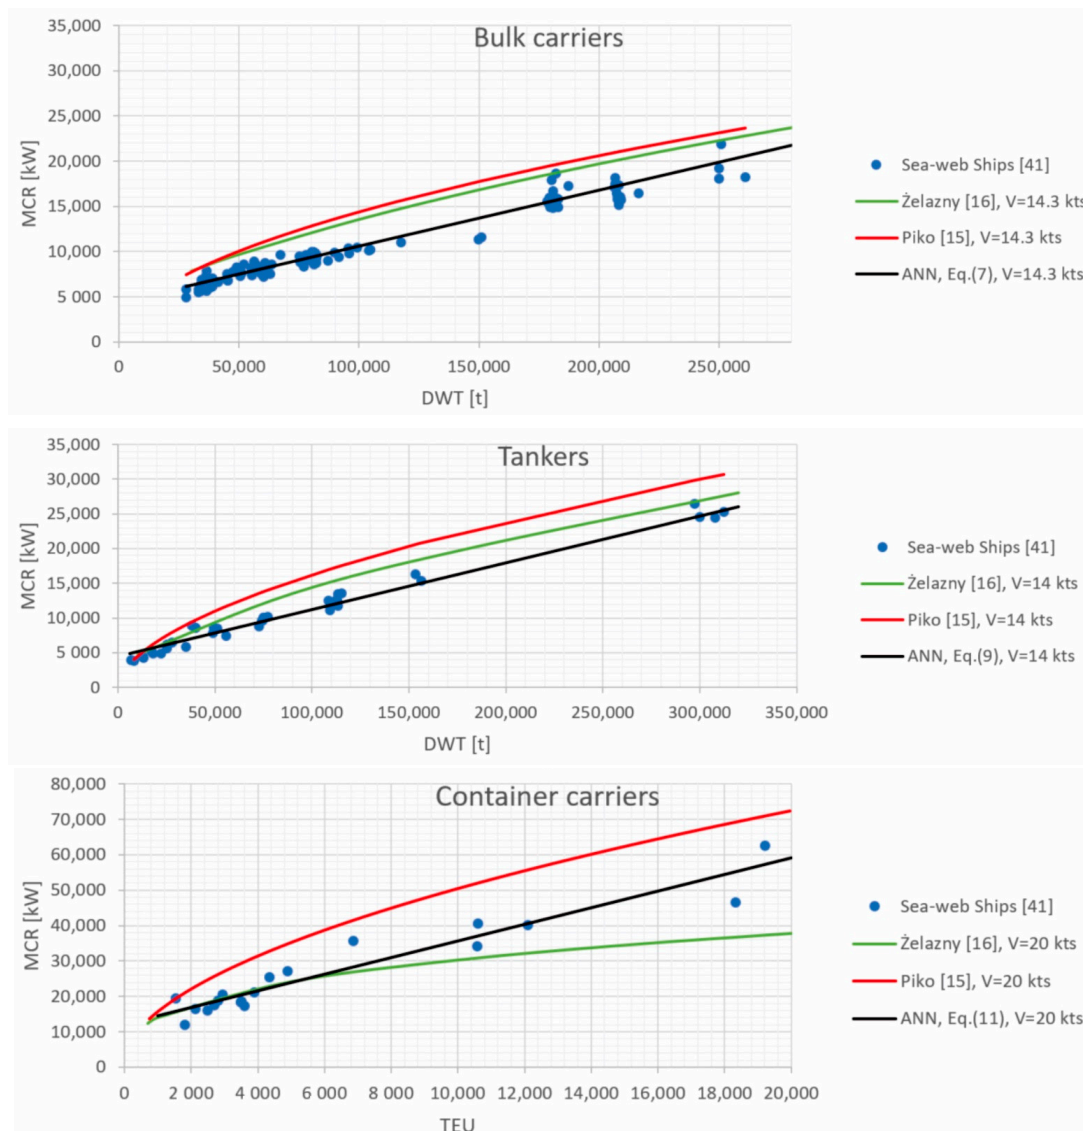 Bulk carriers
35,000
30,000
25,000
20,000
15,000
10,000
5 000
0
MCR [kW]
0
50,000
100,000
150,000
200,000
250,000
DWT [t]
Sea-web Ships [41]
Żelazny [16], V=14.3 kts
Piko [15], V=14.3 kts
ANN, Eq.(7), V=14.3 kts
Tankers
35,000
30,000
25,000
20,000
15,000
10,000
5 000
0
MCR [kW]
0
50,000
100,000
150,000
200,000
250,000
300,000
350,000
DWT [t]
Sea-web Ships [41]
Żelazny [16], V=14 kts
Piko [15], V=14 kts
ANN, Eq.(9), V=14 kts
Container carriers
80,000
70,000
60,000
50,000
40,000
30,000
20,000
10,000
0
MCR [kW]
0
2 000
4 000
6 000
8 000
10,000
12,000
14,000
16,000
18,000
20,000
TEU
Sea-web Ships [41]
Żelazny [16], V=20 kts
Piko [15], V=20 kts
ANN, Eq.(11), V=20 kts